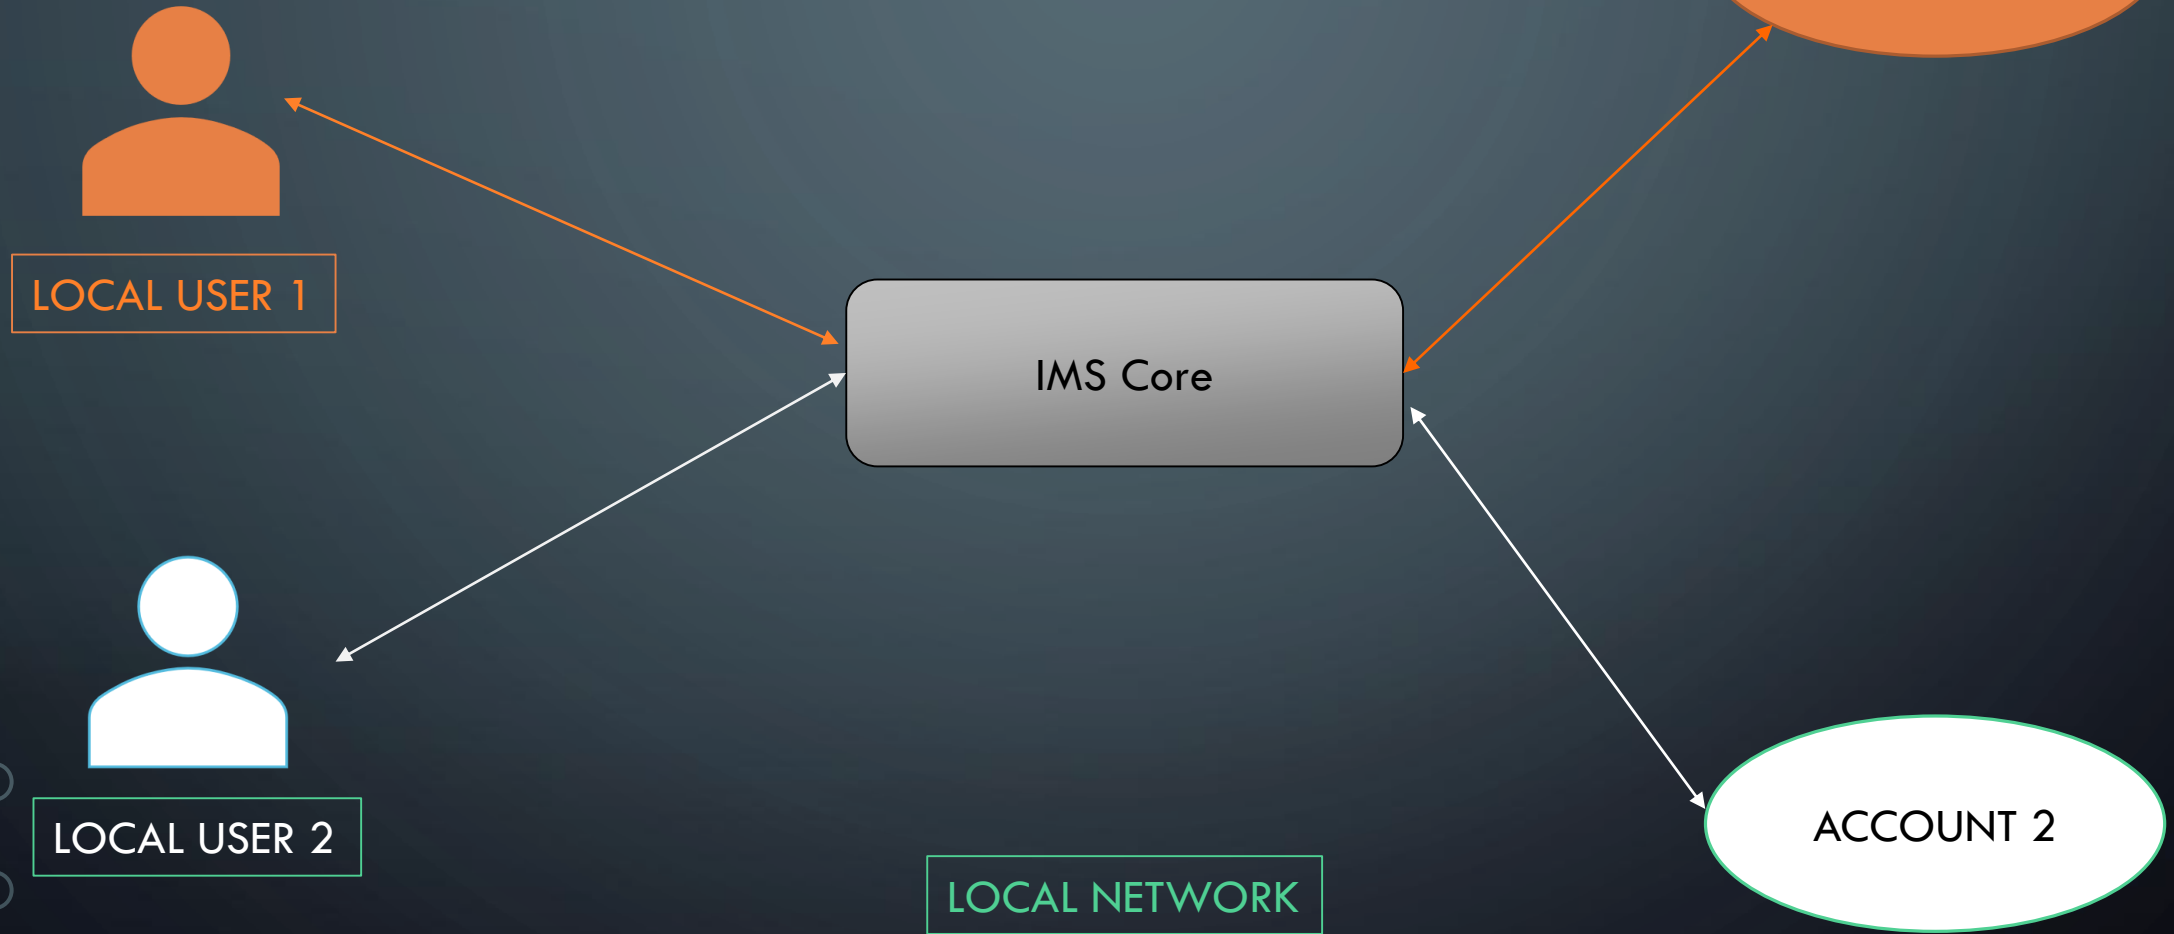 LOCAL USER 1
IMS Core
LOCAL USER 2
ACCOUNT 2
LOCAL NETWORK